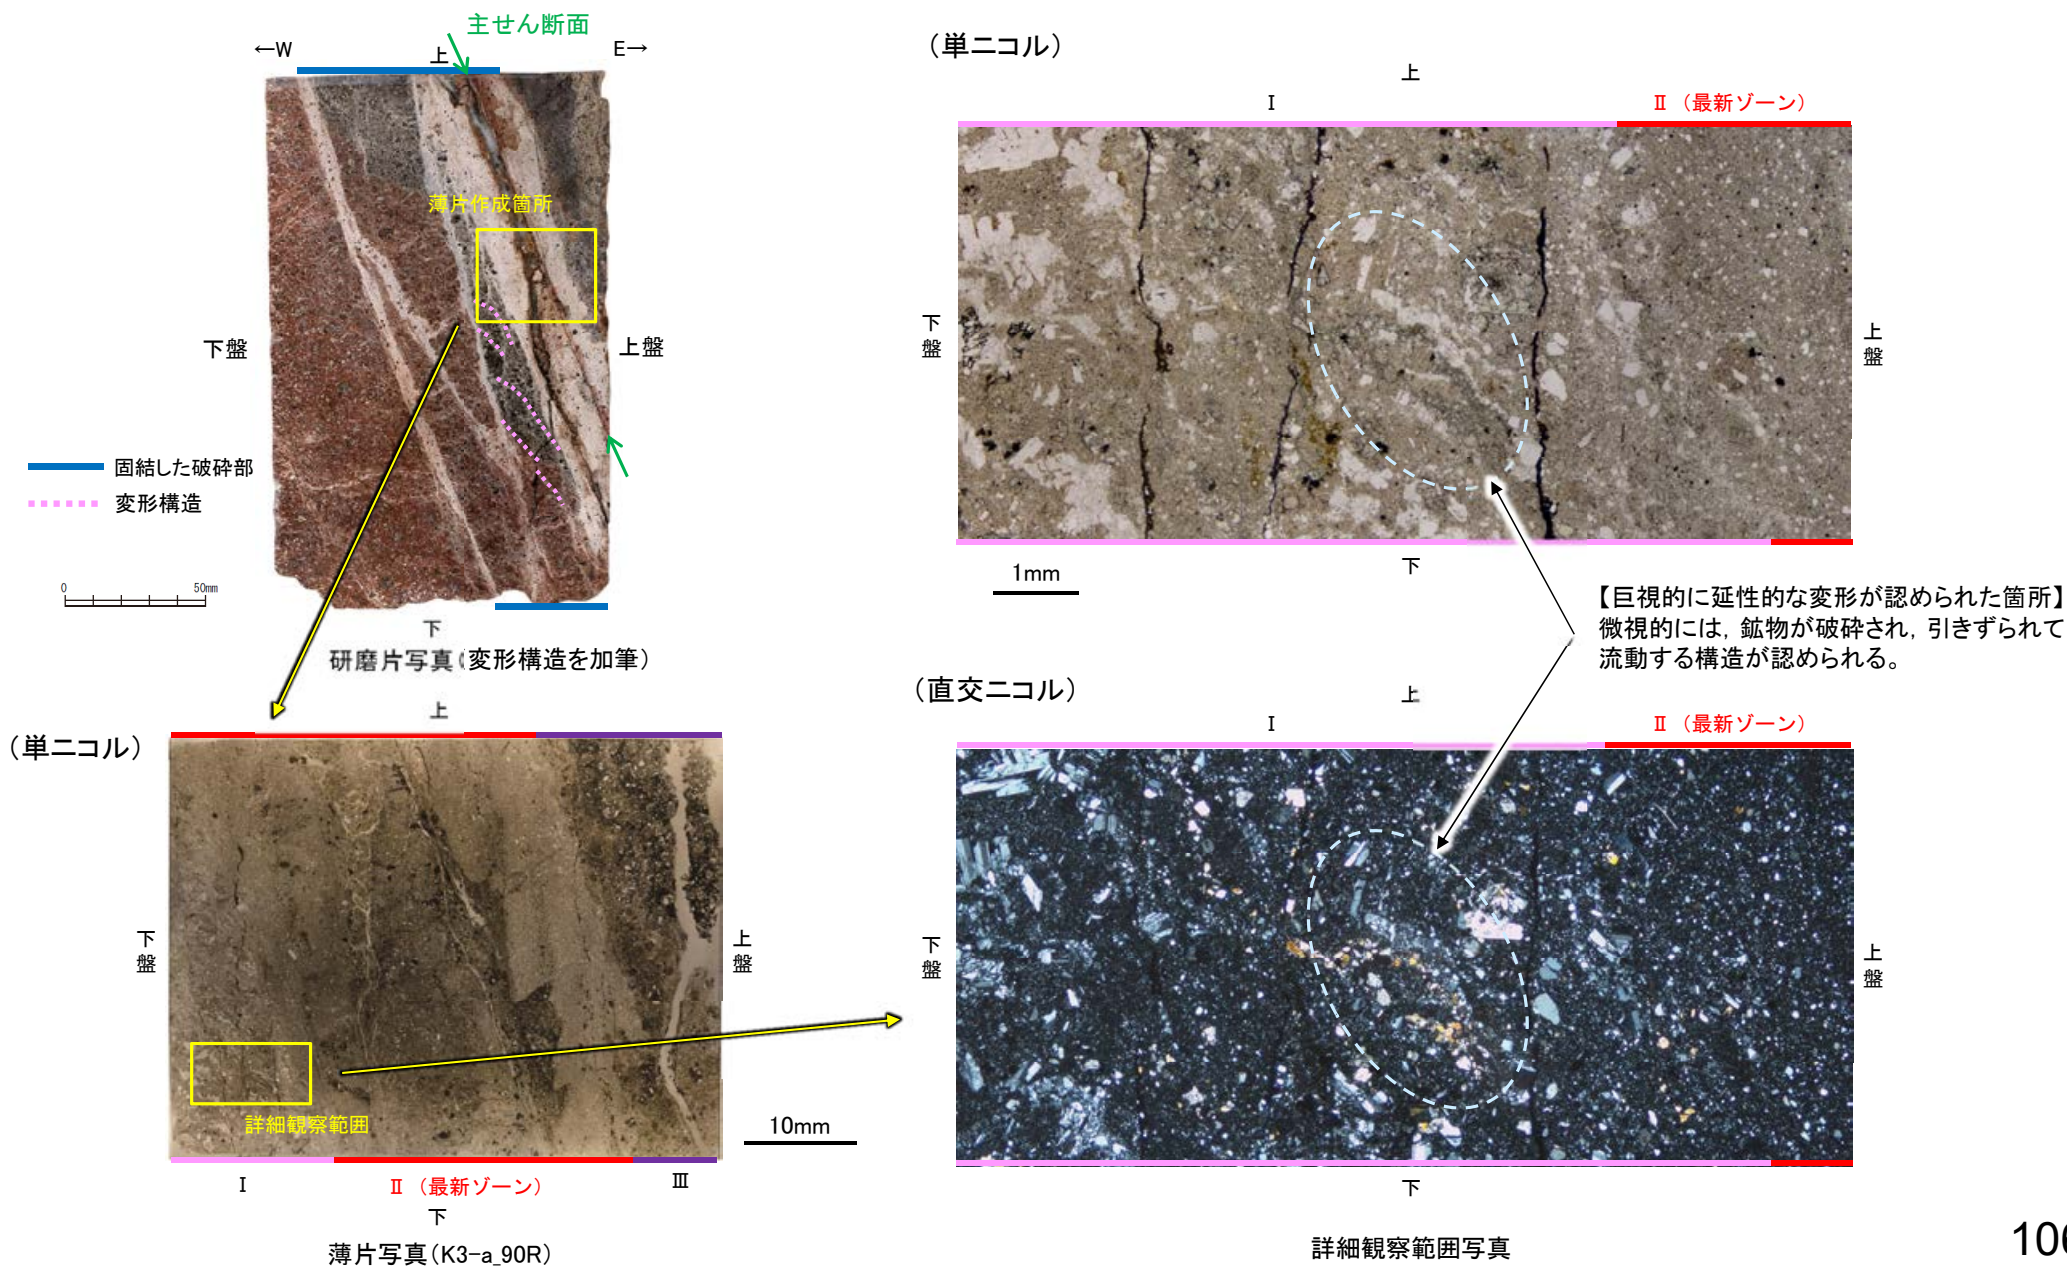 主せん断面
←W
上
E→
薄片作成箇所
下盤
上盤
固結した破砕部
変形構造
0
50mm
下
研磨片写真(変形構造を加筆)
(単ニコル)
上
下盤
上盤
詳細観察範囲
10mm
Ⅰ
Ⅱ (最新ゾーン)
Ⅲ
下
薄片写真(K3-a_90R)
(単ニコル)
上
Ⅰ
Ⅱ (最新ゾーン)
下盤
上盤
1mm
下
【巨視的に延性的な変形が認められた箇所】
微視的には,鉱物が破砕され,引きずられて
流動する構造が認められる。
(直交ニコル)
上
Ⅰ
Ⅱ (最新ゾーン)
下盤
上盤
下
詳細観察範囲写真